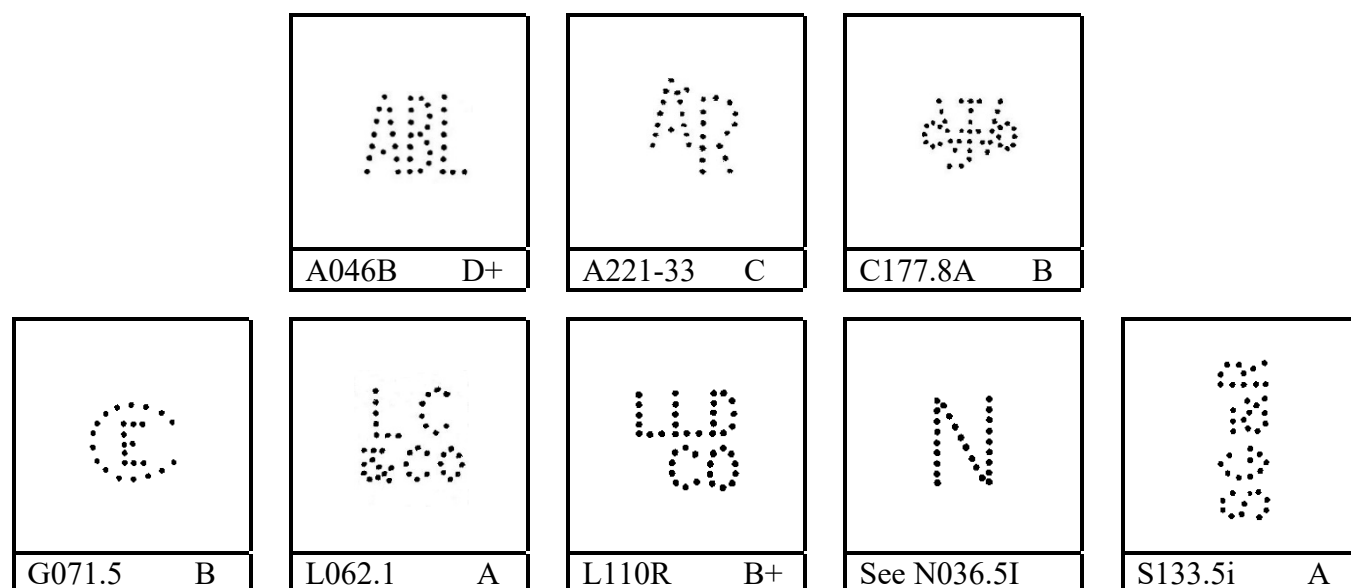 ABL
AR
A046B D+
A221-33 C
C177.8A B
CE
LC
&CO
LLB
CO
N
G071.5 B
L062.1 A
L110R B+
See N036.5I
S133.5i A